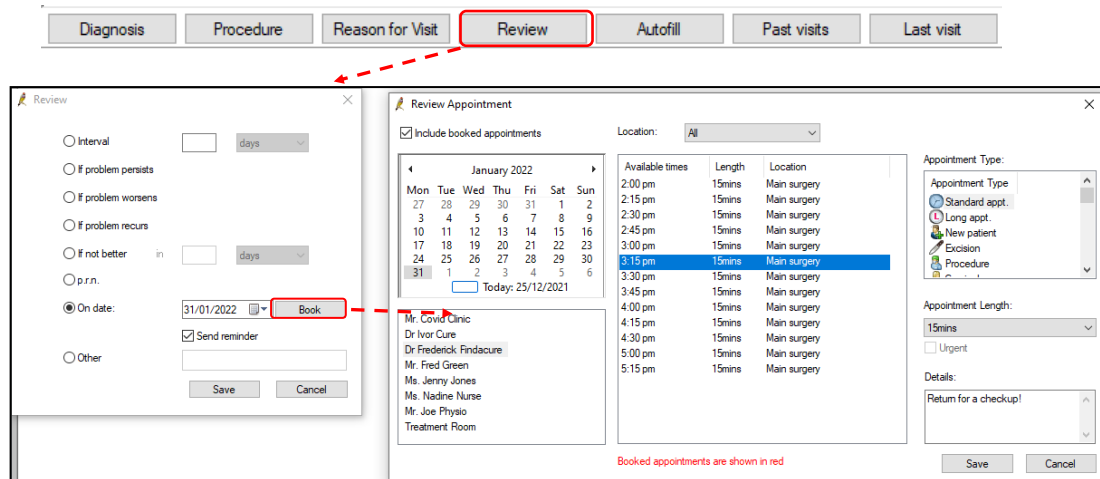 Diagnosis Procedure Reason for Visit Review Autofill Past visits Last visit
Review
Interval days
If problem persists
If problem worsens
If problem recurs
If not better in days
p.r.n.
On date: 31/01/2022 Book
Send reminder
Other
Save Cancel
Review Appointment
Include booked appointments
Location: All
January 2022
Mon Tue Wed Thu Fri Sat Sun
27 28 29 30 31 1 2
3 4 5 6 7 8 9
10 11 12 13 14 15 16
17 18 19 20 21 22 23
24 25 26 27 28 29 30
31 1 2 3 4 5 6
Today: 25/12/2021
Mr. Covid Clinic
Dr Ivor Cure
Dr Frederick Findacure
Mr. Fred Green
Ms. Jenny Jones
Ms. Nadine Nurse
Mr. Joe Physio
Treatment Room
Available times Length Location
2:00 pm 15mins Main surgery
2:15 pm 15mins Main surgery
2:30 pm 15mins Main surgery
2:45 pm 15mins Main surgery
3:00 pm 15mins Main surgery
3:15 pm 15mins Main surgery
3:30 pm 15mins Main surgery
3:45 pm 15mins Main surgery
4:00 pm 15mins Main surgery
4:15 pm 15mins Main surgery
4:30 pm 15mins Main surgery
5:00 pm 15mins Main surgery
5:15 pm 15mins Main surgery
Booked appointments are shown in red
Appointment Type:
Appointment Type
Standard appt.
Long appt.
New patient
Excision
Procedure
Appointment Length:
15mins
Urgent
Details:
Return for a checkup!
Save Cancel